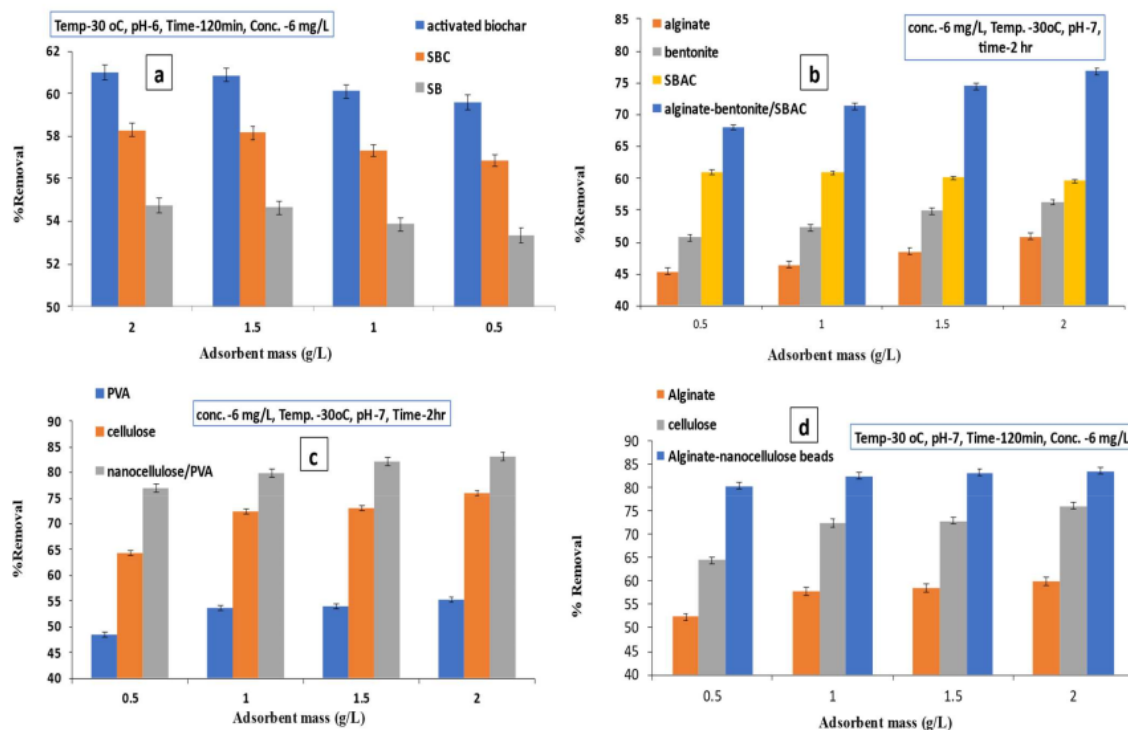 Temp-30 oC, pH-6, Time-120min, Conc. -6 mg/L
a
activated biochar
SBC
SB
%Removal
62
61
60
58
56
54
52
50
2
1.5
1
0.5
Adsorbent mass (g/L)
alginate
bentonite
SBAC
alginate-bentonite/SBAC
b
conc. -6 mg/L, Temp. -30oC, pH-7,
time-2 hr
%Removal
85
80
75
70
65
60
55
50
45
40
0.5
1
1.5
2
Adsorbent mass (g/L)
PVA
cellulose
nanocellulose/PVA
conc. -6 mg/L, Temp. -30oC, pH-7, Time-2hr
c
%Removal
90
85
80
75
70
65
60
55
50
45
40
0.5
1
1.5
2
Adsorbent mass (g/L)
Alginate
cellulose
Alginate-nanocellulose beads
d
Temp-30 oC, pH-7, Time-120min, Conc. -6 mg/L
% Removal
90
85
80
75
70
65
60
55
50
45
40
0.5
1
1.5
2
Adsorbent mass (g/L)